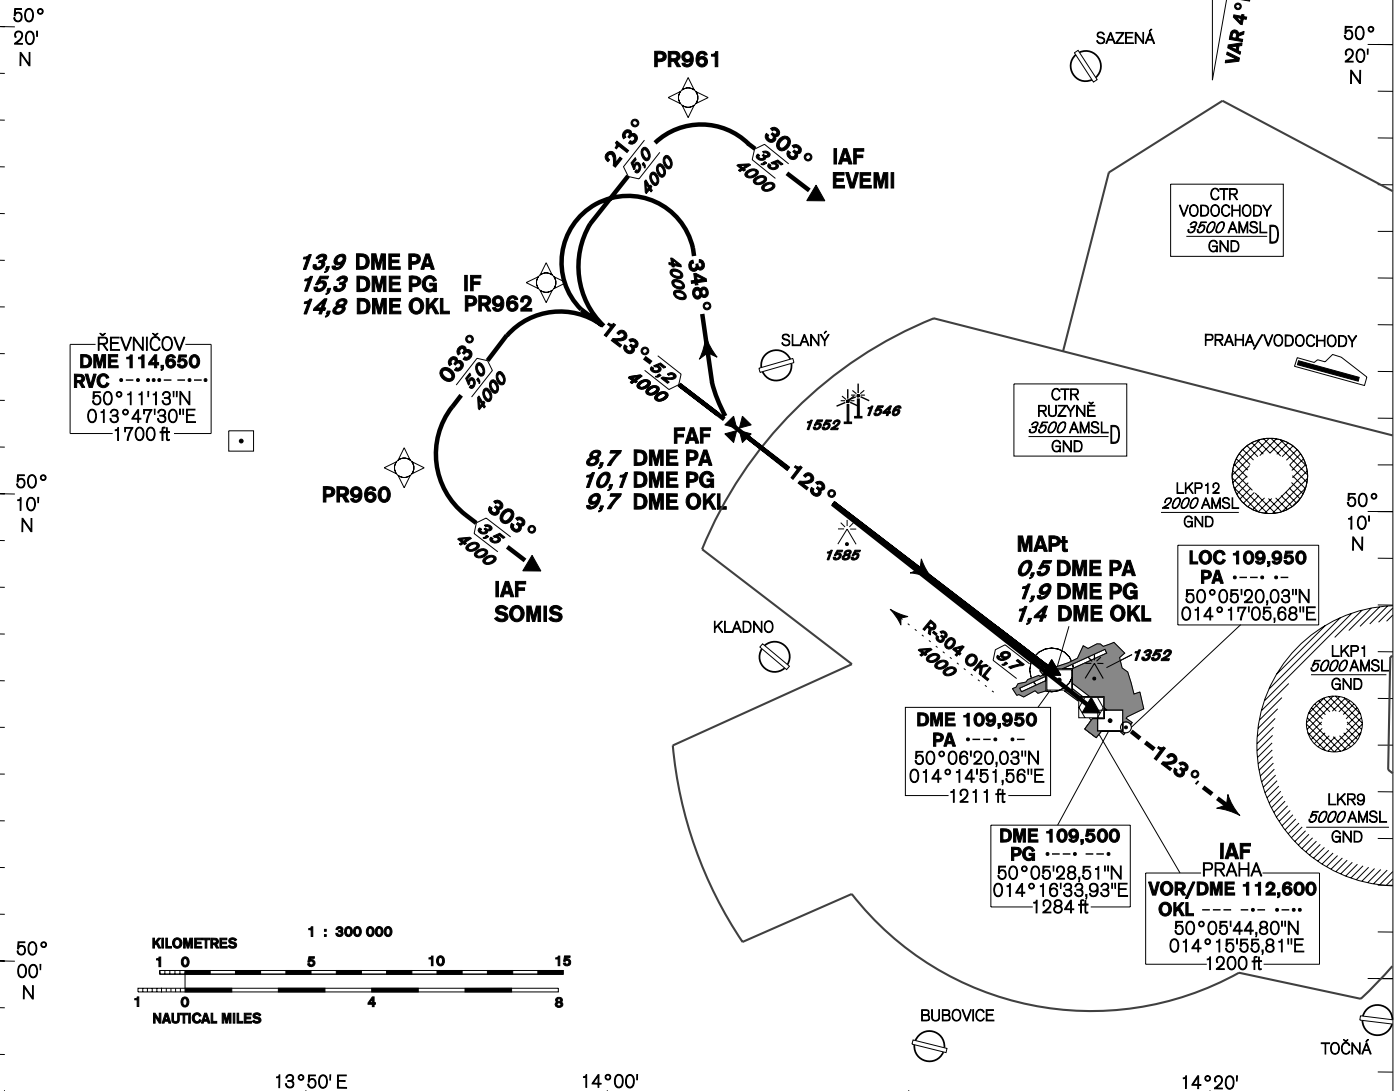 50°
20'
N
SAZENÁ
VAR 4°
50°
20'
N
PR961
213°
5,0
4000
303°
3,5
4000
IAF
EVEMI
CTR
VODOCHODY
3500 AMSL D
GND
13,9 DME PA
15,3 DME PG
14,8 DME OKL
IF
PR962
348°
4000
ŘEVNIČOV
DME 114,650
RVC ·-· ···- -·-·
50°11'13"N
013°47'30"E
1700 ft
033°
5,0
4000
123°-5,2
4000
SLANÝ
PRAHA/VODOCHODY
1552
1546
CTR
RUZYNĚ
3500 AMSL D
GND
FAF
8,7 DME PA
10,1 DME PG
9,7 DME OKL
123°
PR960
50°
10'
N
LKP12
2000 AMSL
GND
50°
10'
N
303°
3,5
4000
IAF
SOMIS
1585
MAPt
0,5 DME PA
1,9 DME PG
1,4 DME OKL
LOC 109,950
PA ·--· ·-
50°05'20,03"N
014°17'05,68"E
KLADNO
R-304 OKL
4000
9,7
1352
LKP1
5000 AMSL
GND
DME 109,950
PA ·--· ·-
50°06'20,03"N
014°14'51,56"E
1211 ft
123°
LKR9
5000 AMSL
GND
DME 109,500
PG ·--· --·
50°05'28,51"N
014°16'33,93"E
1284 ft
IAF
PRAHA
VOR/DME 112,600
OKL --- -·- ·-··
50°05'44,80"N
014°15'55,81"E
1200 ft
50°
00'
N
1 : 300 000
KILOMETRES
1 0 5 10 15
1 0 4 8
NAUTICAL MILES
BUBOVICE
TOČNÁ
13°50' E
14°00'
14°20'